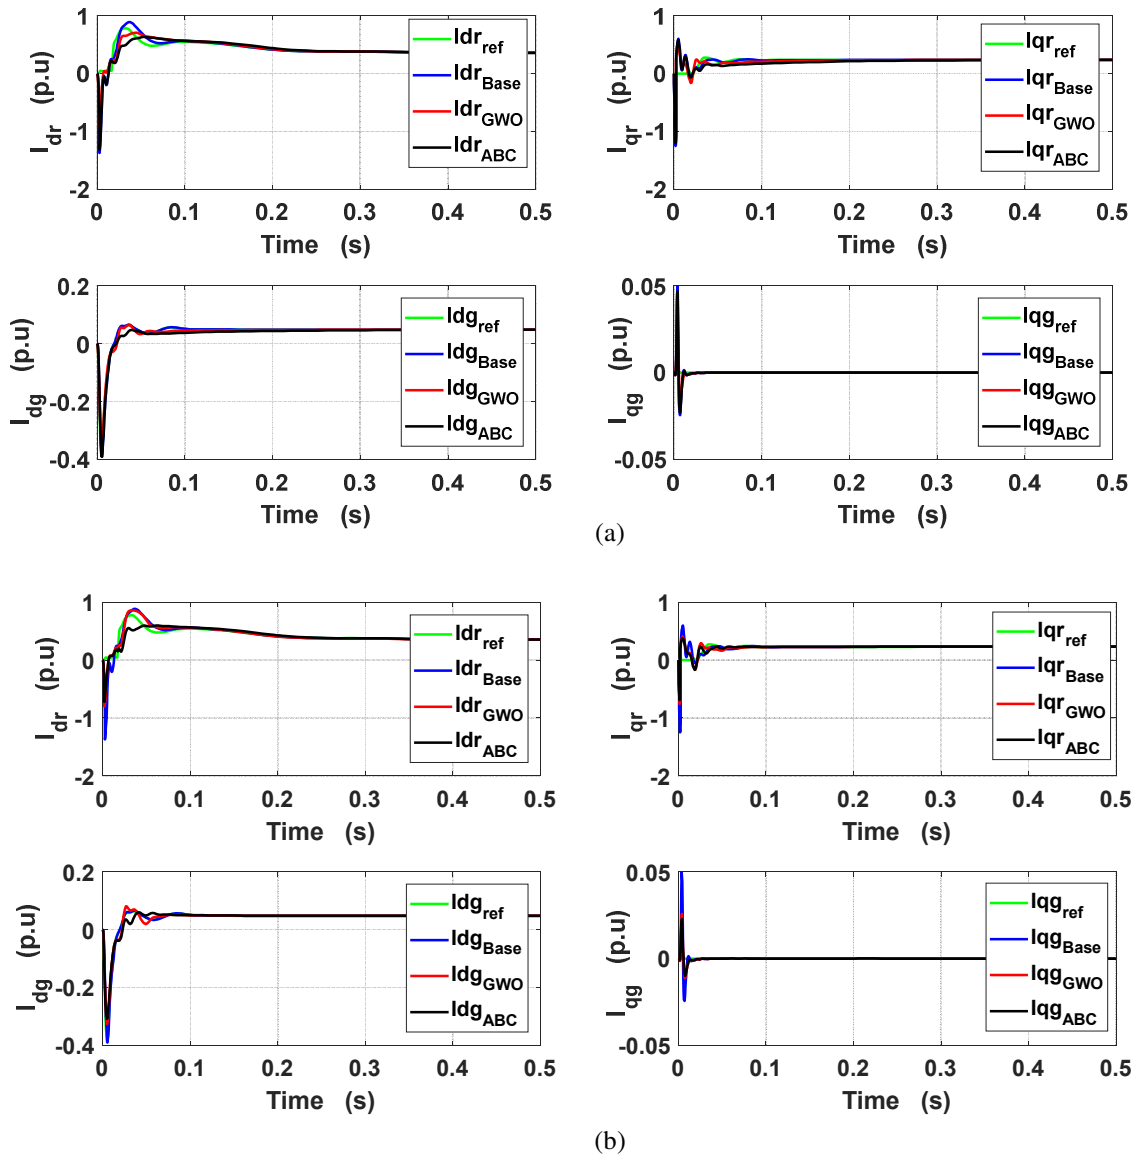 1
0
-1
-2
I_dr (p.u)
0 0.1 0.2 0.3 0.4 0.5
Time (s)
Idr_ref
Idr_Base
Idr_GWO
Idr_ABC
1
0
-1
-2
I_qr (p.u)
0 0.1 0.2 0.3 0.4 0.5
Time (s)
Iqr_ref
Iqr_Base
Iqr_GWO
Iqr_ABC
0.2
0
-0.2
-0.4
I_dg (p.u)
0 0.1 0.2 0.3 0.4 0.5
Time (s)
Idg_ref
Idg_Base
Idg_GWO
Idg_ABC
0.05
0
-0.05
I_qg (p.u)
0 0.1 0.2 0.3 0.4 0.5
Time (s)
Iqg_ref
Iqg_Base
Iqg_GWO
Iqg_ABC
(a)
1
0
-1
-2
I_dr (p.u)
0 0.1 0.2 0.3 0.4 0.5
Time (s)
Idr_ref
Idr_Base
Idr_GWO
Idr_ABC
1
0
-1
-2
I_qr (p.u)
0 0.1 0.2 0.3 0.4 0.5
Time (s)
Iqr_ref
Iqr_Base
Iqr_GWO
Iqr_ABC
0.2
0
-0.2
-0.4
I_dg (p.u)
0 0.1 0.2 0.3 0.4 0.5
Time (s)
Idg_ref
Idg_Base
Idg_GWO
Idg_ABC
0.05
0
-0.05
I_qg (p.u)
0 0.1 0.2 0.3 0.4 0.5
Time (s)
Iqg_ref
Iqg_Base
Iqg_GWO
Iqg_ABC
(b)